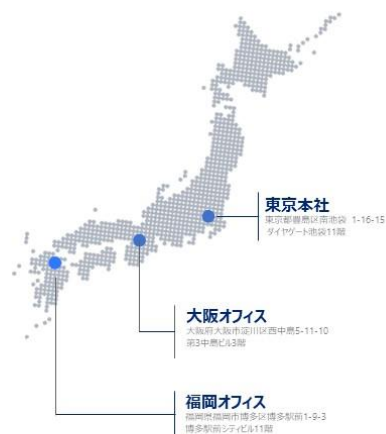 東京本社
東京都豊島区南池袋 1-16-15
ダイヤゲート池袋11階
大阪オフィス
大阪府大阪市淀川区西中島5-11-10
第3中島ビル3階
福岡オフィス
福岡県福岡市博多区博多駅前1-9-3
博多駅前シティビル11階